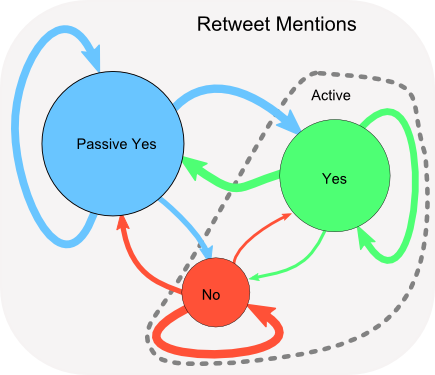 Retweet Mentions
Active
Passive Yes
Yes
No